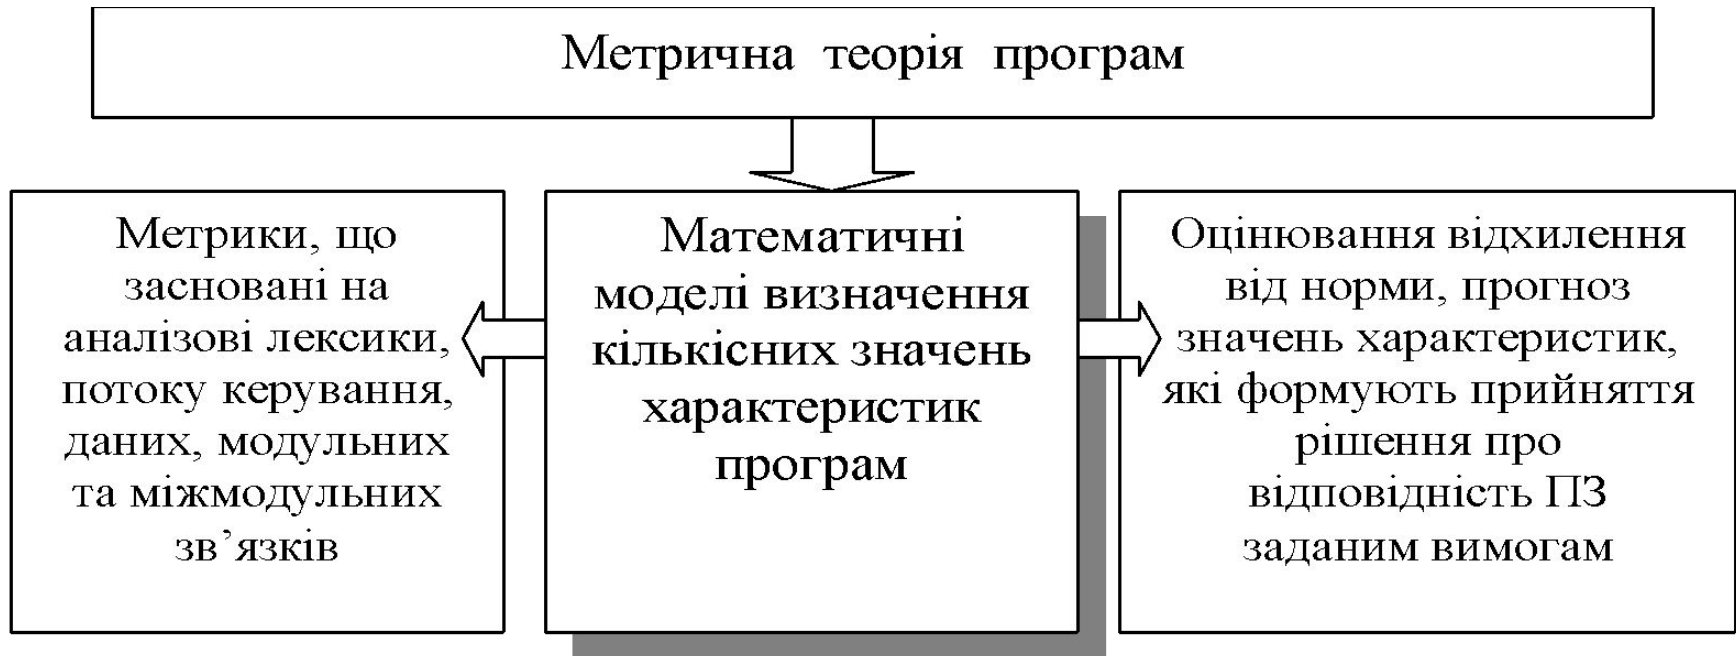 Метрична теорія програм
Метрики, що
засновані на
аналізові лексики,
потоку керування,
даних, модульних
та міжмодульних
зв’язків
Математичні
моделі визначення
кількісних значень
характеристик
програм
Оцінювання відхилення
від норми, прогноз
значень характеристик,
які формують прийняття
рішення про
відповідність ПЗ
заданим вимогам